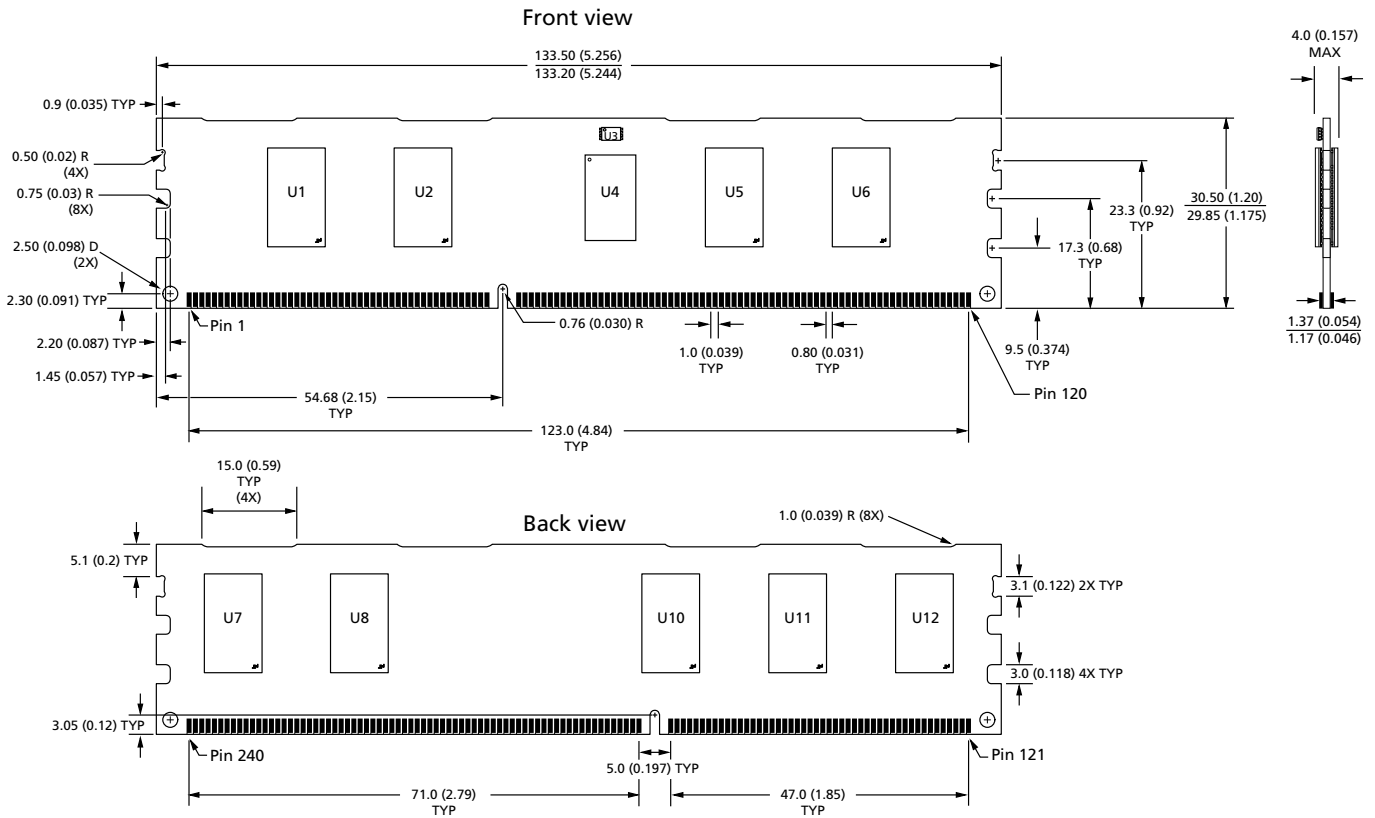 Front view
133.50 (5.256)
133.20 (5.244)
4.0 (0.157)
MAX
0.9 (0.035) TYP
U3
0.50 (0.02) R
(4X)
U1
U2
U4
U5
U6
0.75 (0.03) R
(8X)
30.50 (1.20)
29.85 (1.175)
23.3 (0.92)
TYP
2.50 (0.098) D
(2X)
17.3 (0.68)
TYP
2.30 (0.091) TYP
Pin 1
0.76 (0.030) R
1.37 (0.054)
1.17 (0.046)
2.20 (0.087) TYP
1.0 (0.039)
TYP
0.80 (0.031)
TYP
9.5 (0.374)
TYP
1.45 (0.057) TYP
Pin 120
54.68 (2.15)
TYP
123.0 (4.84)
TYP
15.0 (0.59)
TYP
(4X)
Back view
1.0 (0.039) R (8X)
5.1 (0.2) TYP
3.1 (0.122) 2X TYP
U7
U8
U10
U11
U12
3.0 (0.118) 4X TYP
3.05 (0.12) TYP
Pin 240
5.0 (0.197) TYP
Pin 121
71.0 (2.79)
TYP
47.0 (1.85)
TYP